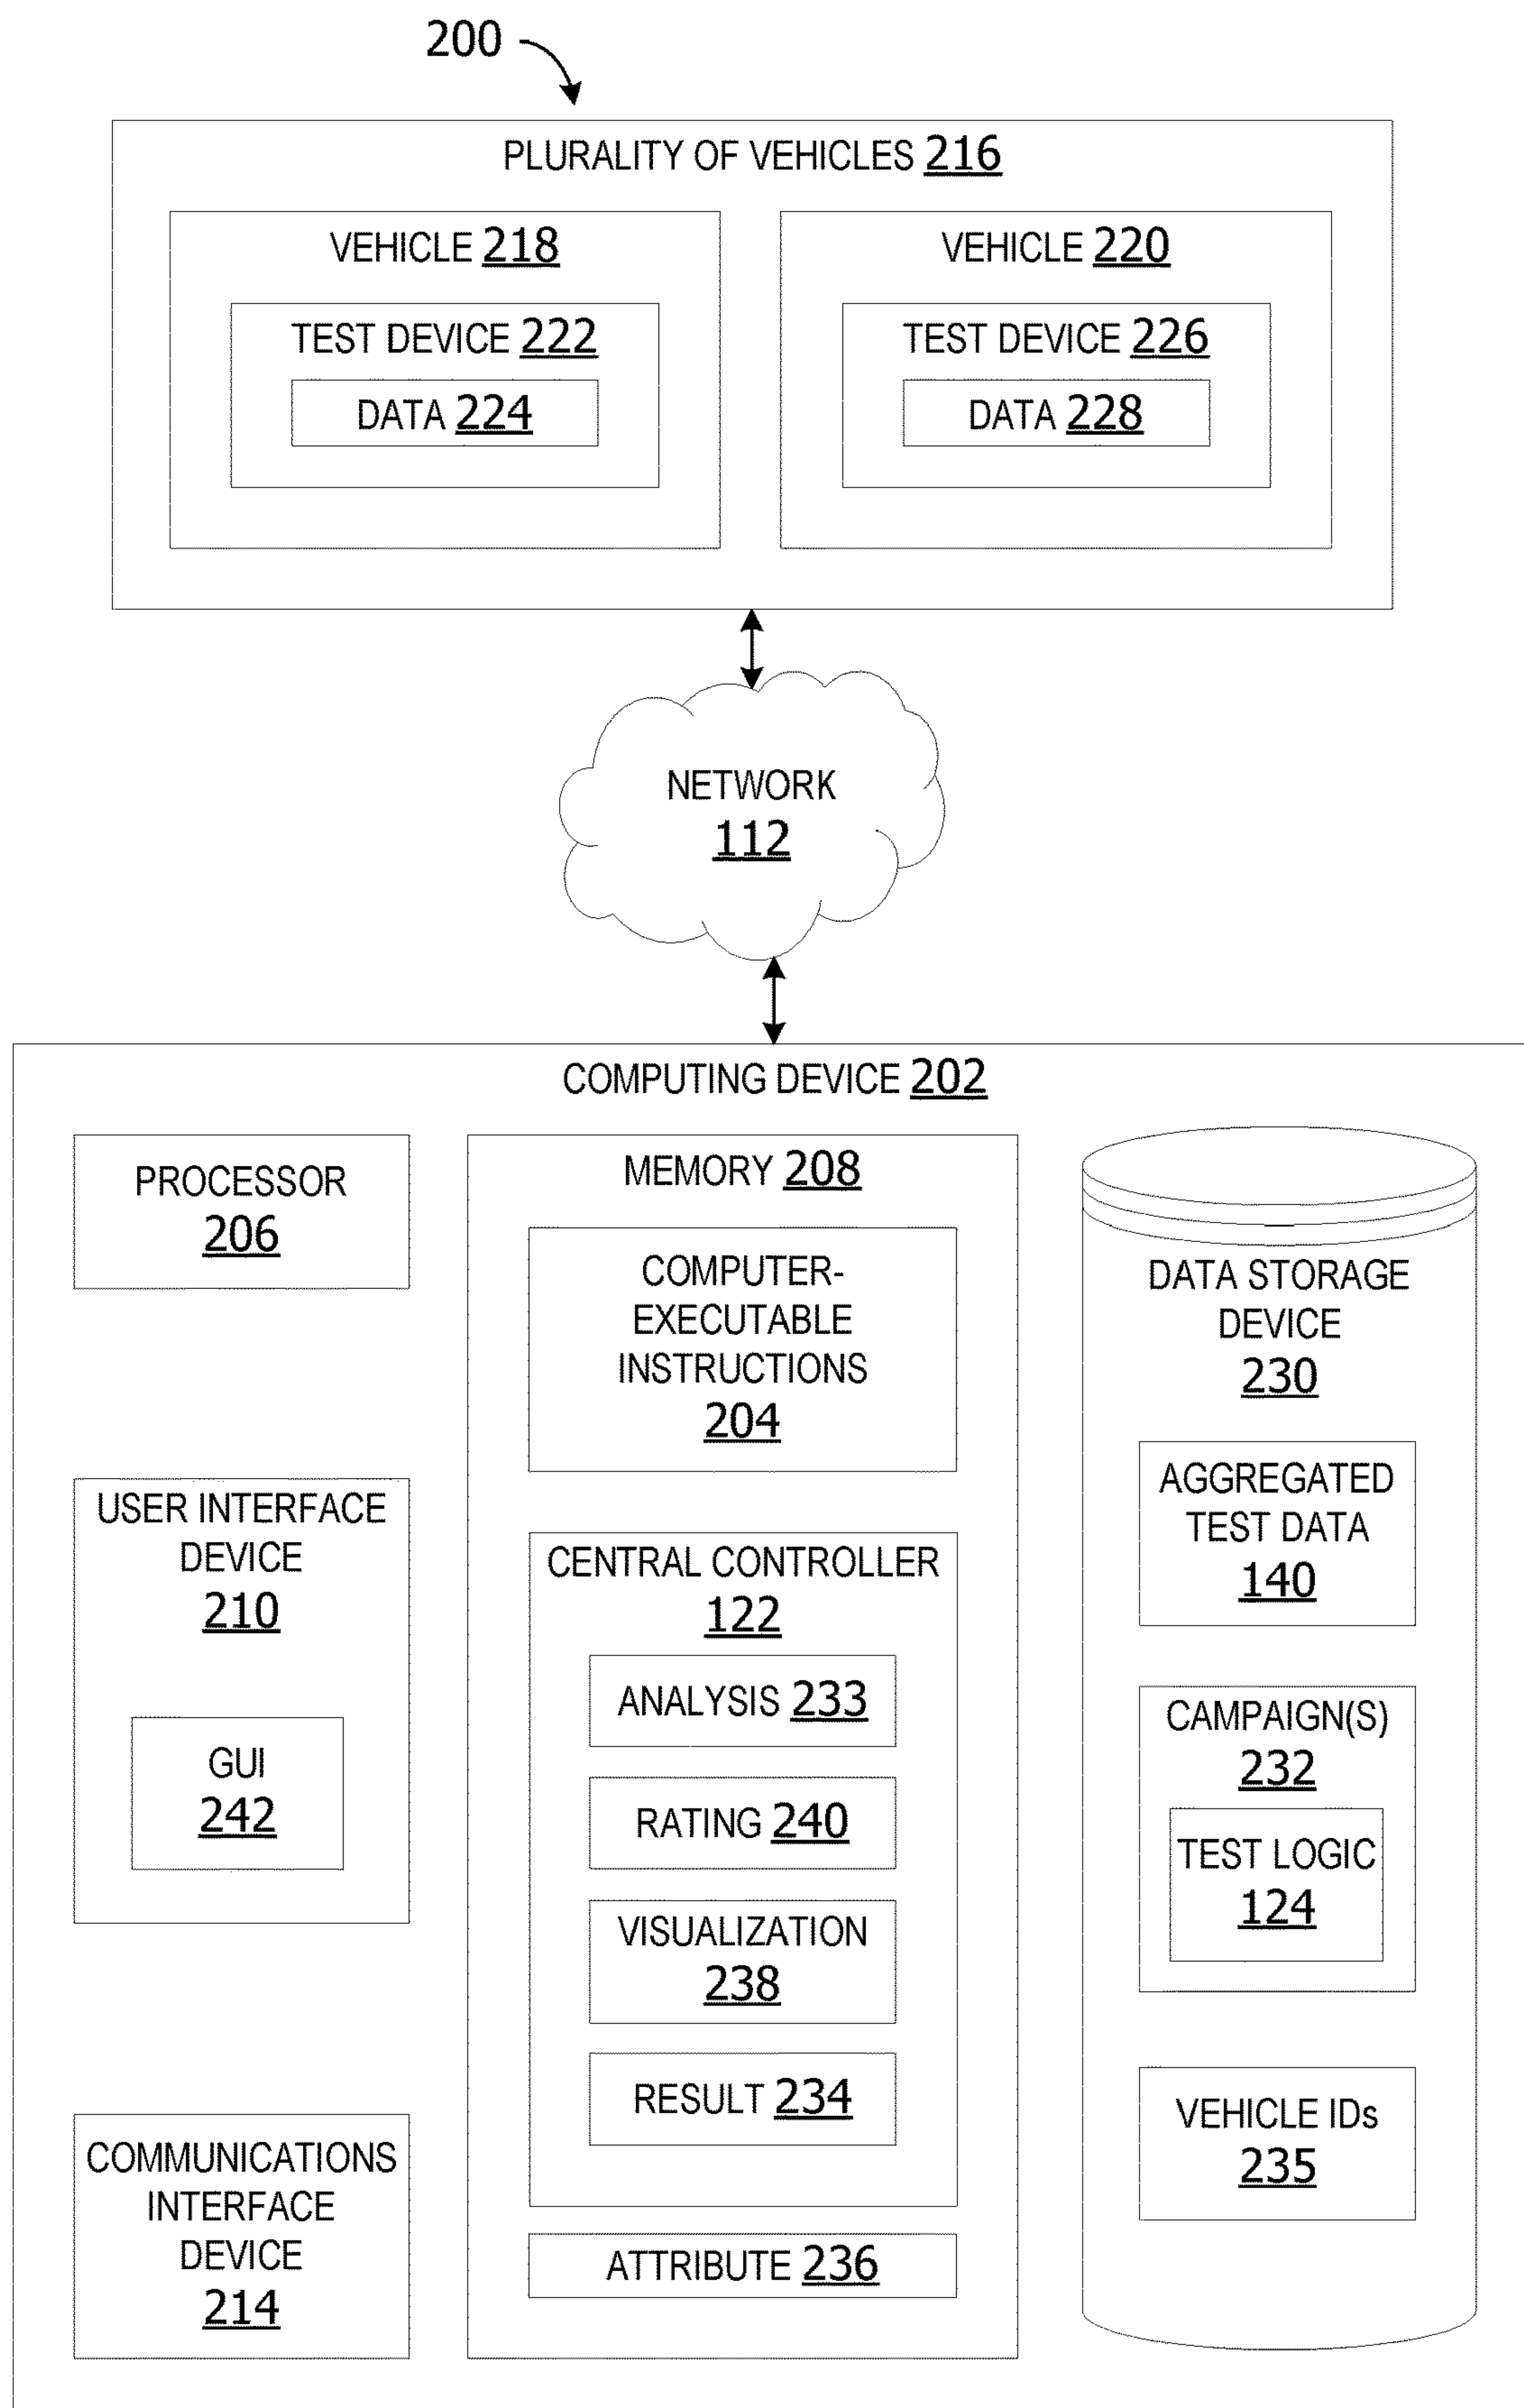 200
PLURALITY OF VEHICLES 216
VEHICLE 218
TEST DEVICE 222
DATA 224
VEHICLE 220
TEST DEVICE 226
DATA 228
NETWORK
112
COMPUTING DEVICE 202
PROCESSOR
206
USER INTERFACE
DEVICE
210
GUI
242
COMMUNICATIONS
INTERFACE
DEVICE
214
MEMORY 208
COMPUTER-
EXECUTABLE
INSTRUCTIONS
204
CENTRAL CONTROLLER
122
ANALYSIS 233
RATING 240
VISUALIZATION
238
RESULT 234
ATTRIBUTE 236
DATA STORAGE
DEVICE
230
AGGREGATED
TEST DATA
140
CAMPAIGN(S)
232
TEST LOGIC
124
VEHICLE IDs
235